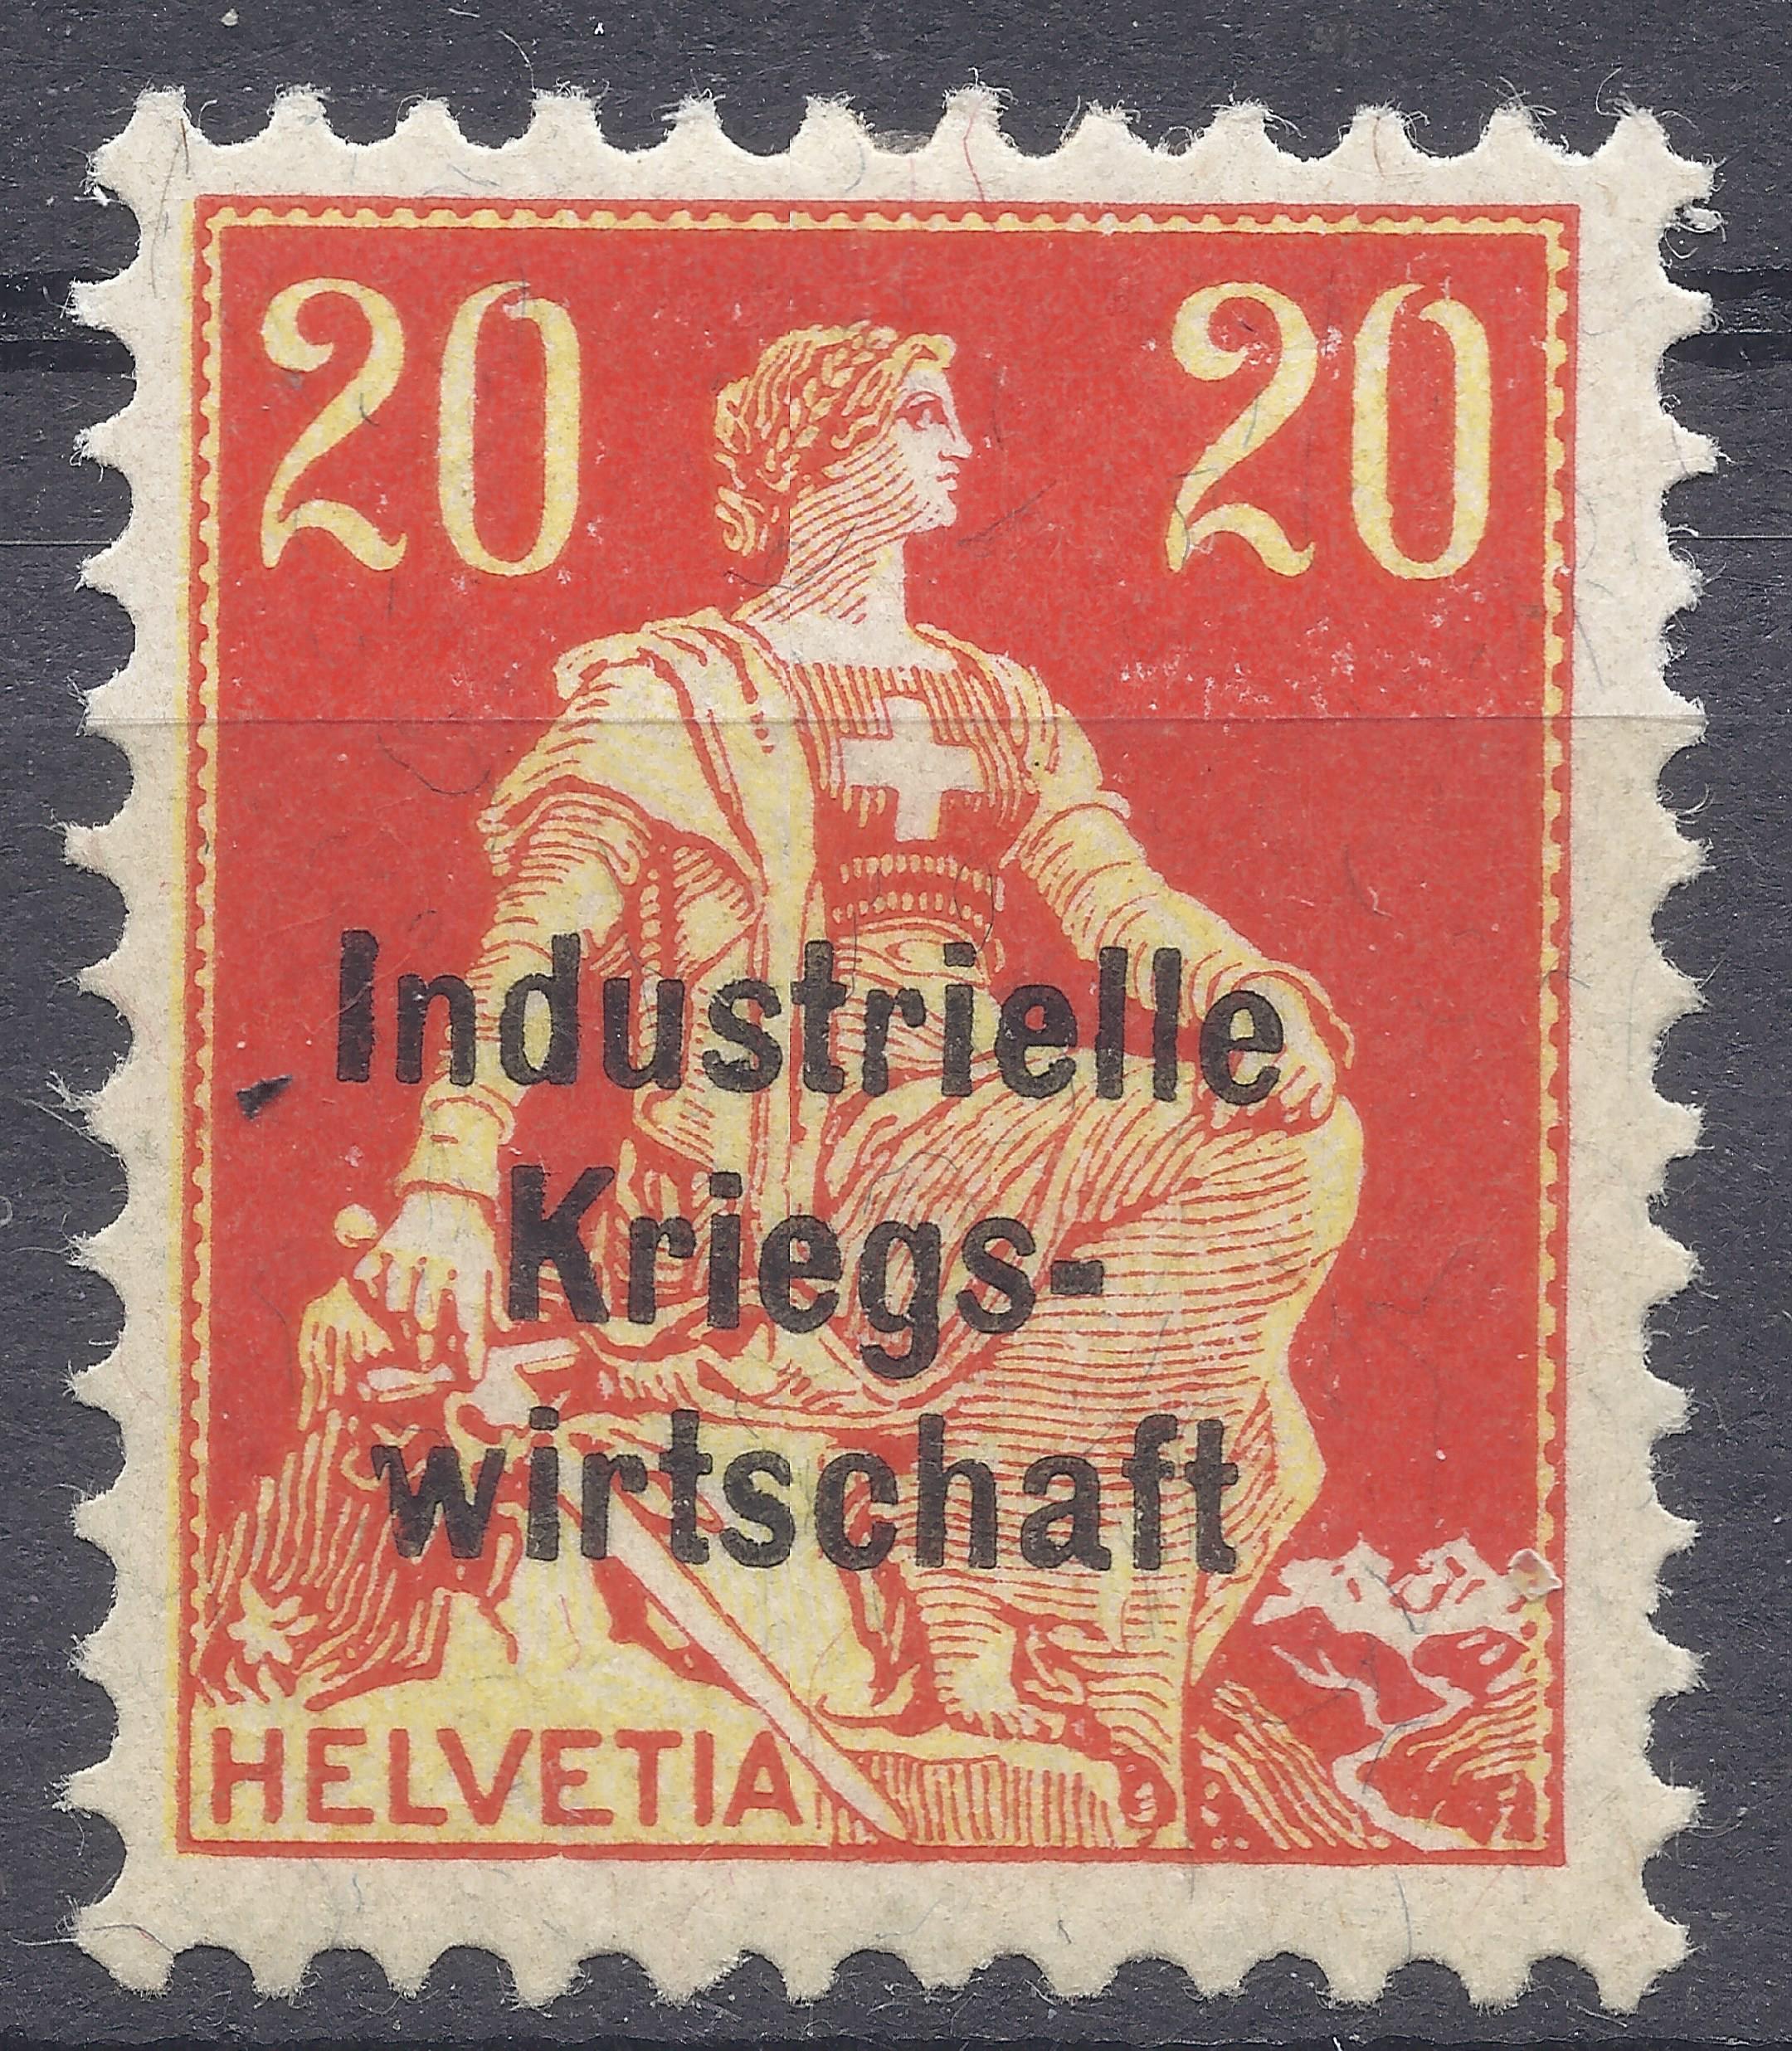 20 20
Industrielle
Kriegs-
wirtschaft
HELVETIA